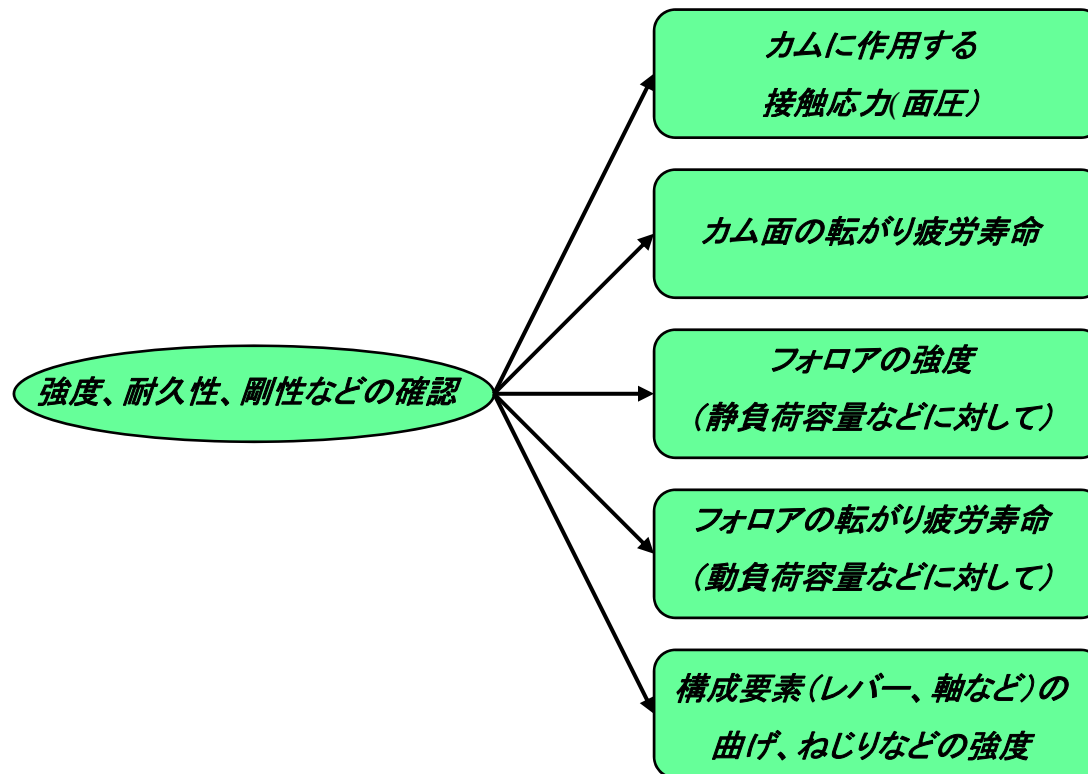 カムに作用する
接触応力(面圧)
カム面の転がり疲労寿命
フォロアの強度
(静負荷容量などに対して)
強度、耐久性、剛性などの確認
フォロアの転がり疲労寿命
(動負荷容量などに対して)
構成要素(レバー、軸など)の
曲げ、ねじりなどの強度